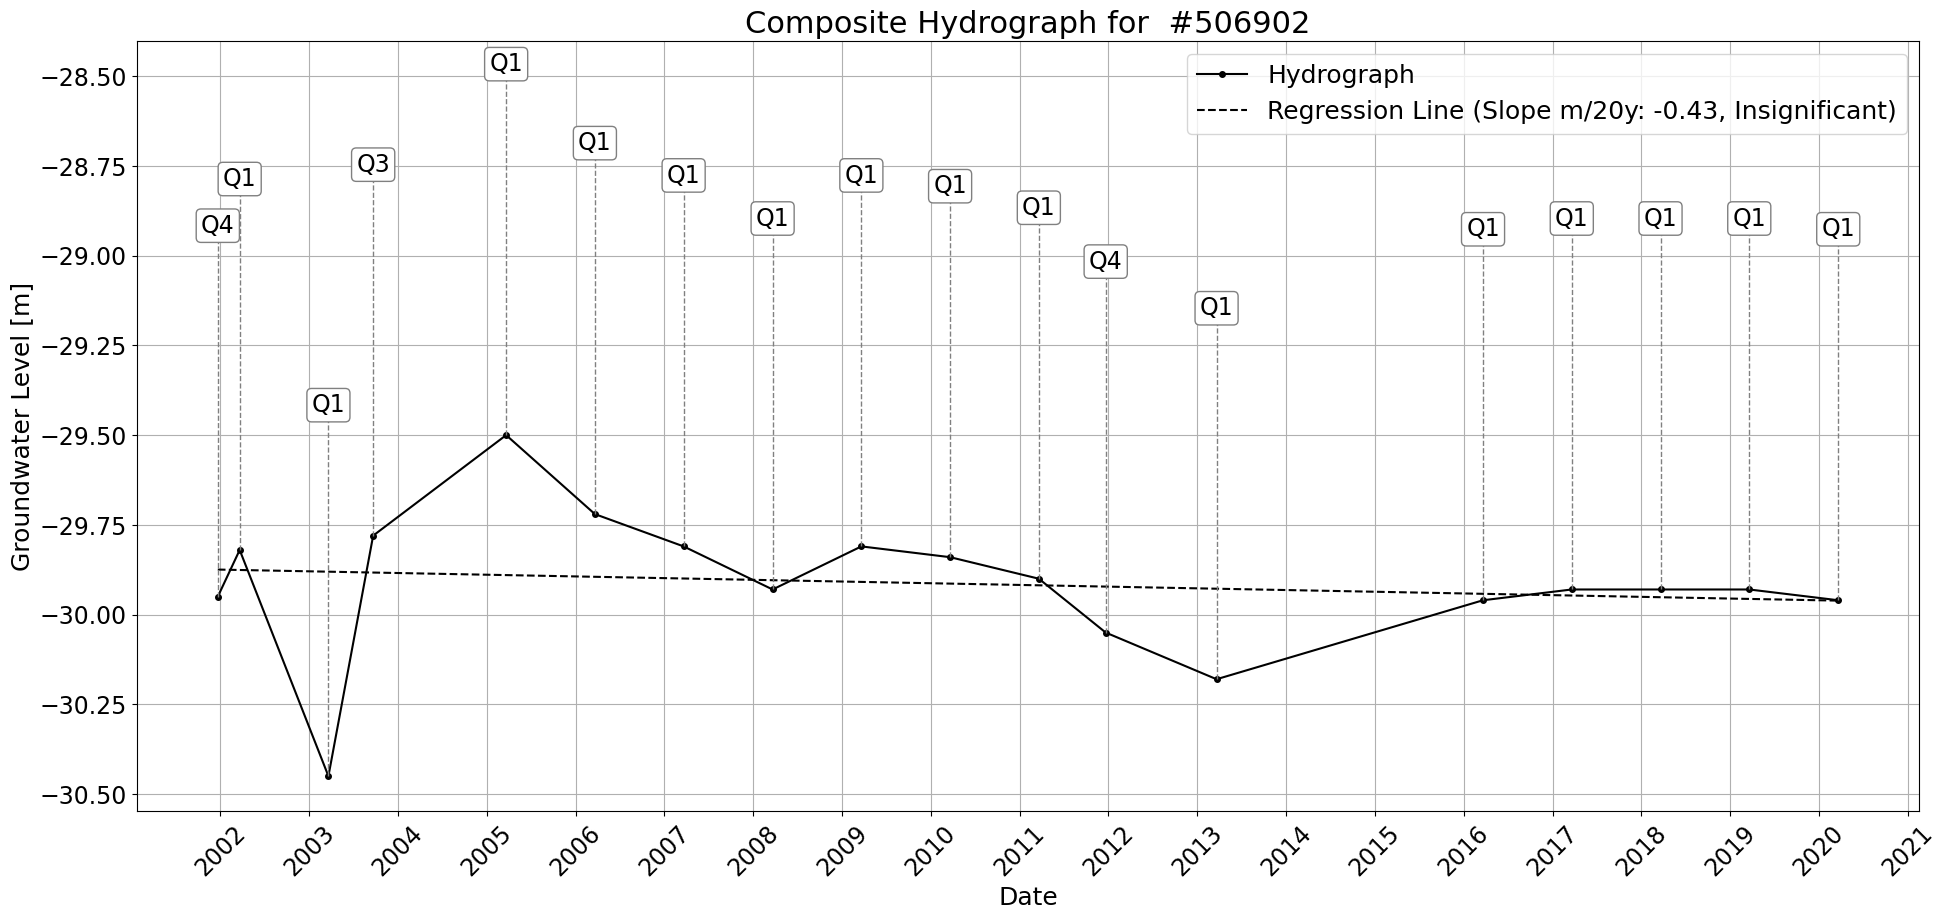 Composite Hydrograph for  #506902
Hydrograph
Regression Line (Slope m/20y: -0.43, Insignificant)
Groundwater Level [m]
−28.50
−28.75
−29.00
−29.25
−29.50
−29.75
−30.00
−30.25
−30.50
Q4
Q1
Q1
Q3
Q1
Q1
Q1
Q1
Q1
Q1
Q1
Q4
Q1
Q1
Q1
Q1
Q1
Q1
2002
2003
2004
2005
2006
2007
2008
2009
2010
2011
2012
2013
2014
2015
2016
2017
2018
2019
2020
2021
Date